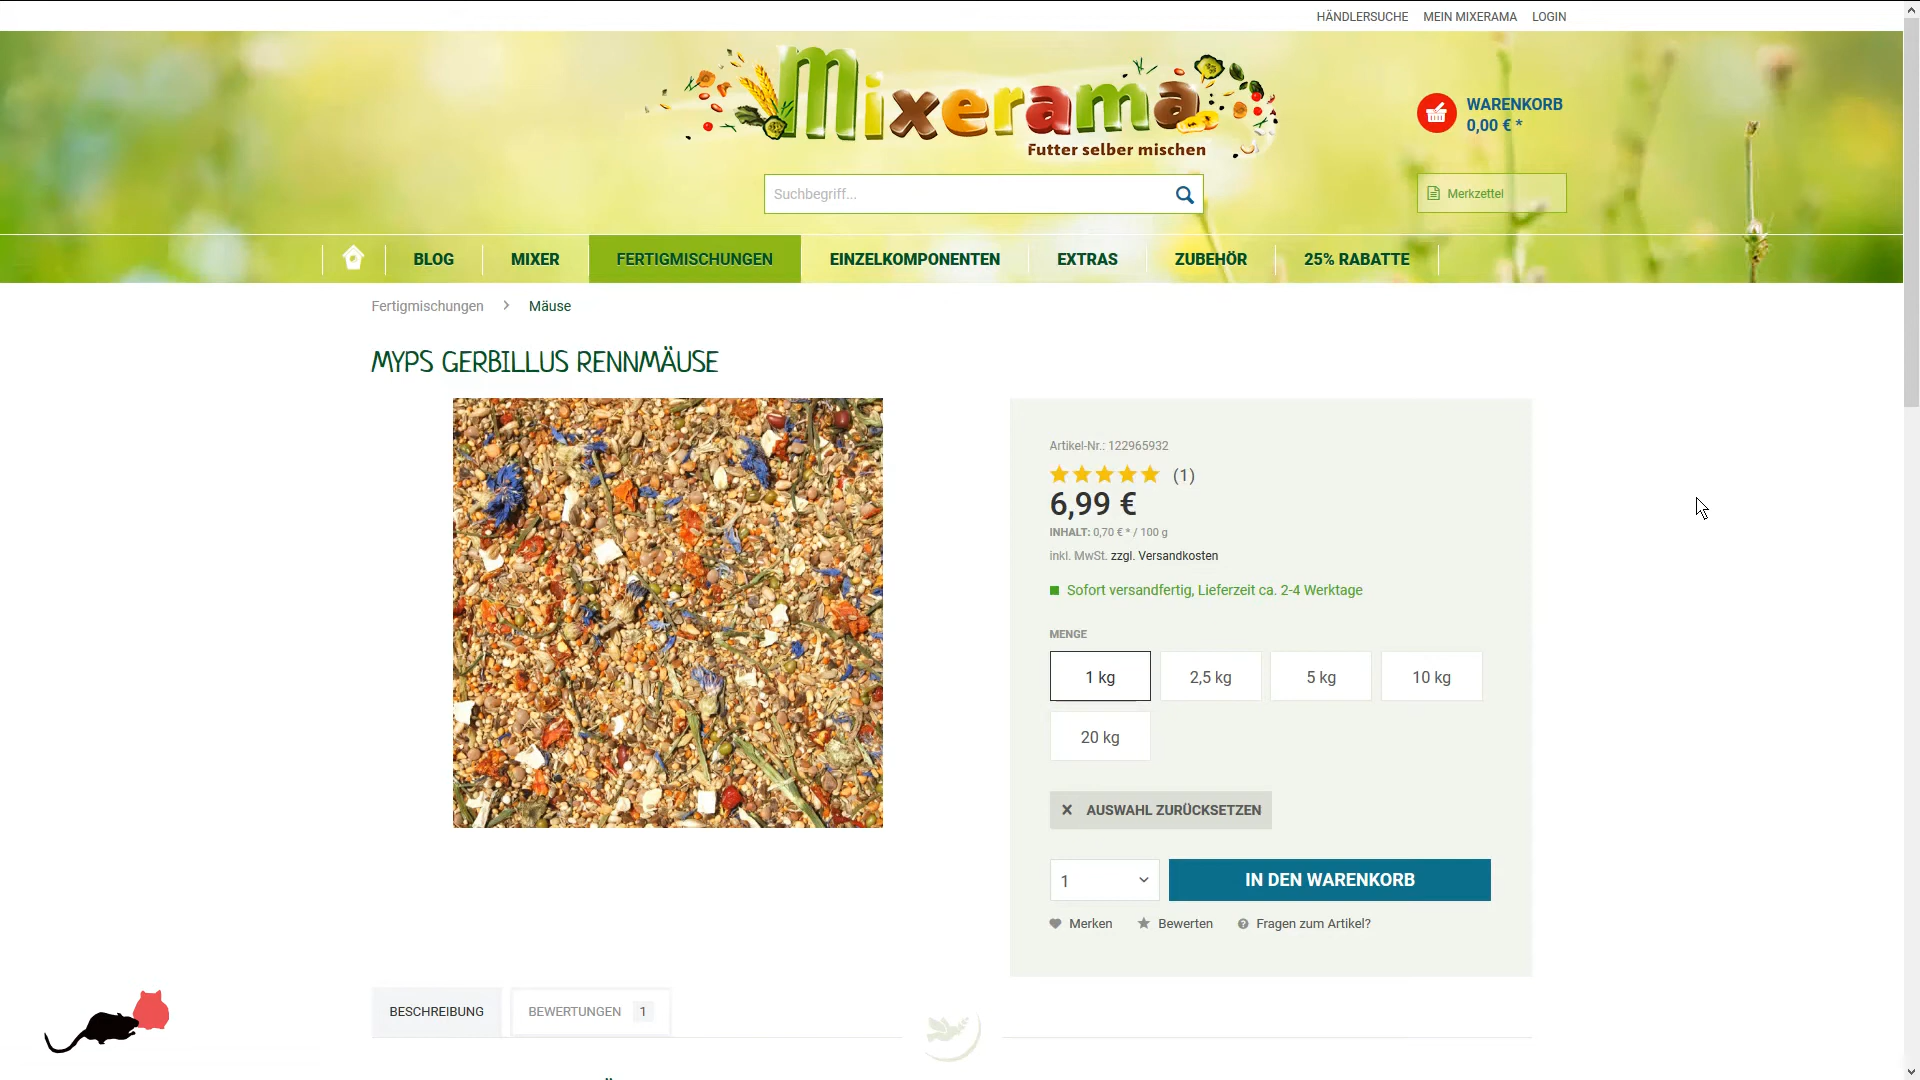 HÄNDLERSUCHE MEIN MIXERAMA LOGIN
Mixerama
Futter selber mischen
WARENKORB
0,00 € *
Suchbegriff...
Merkzettel
BLOG MIXER FERTIGMISCHUNGEN EINZELKOMPONENTEN EXTRAS ZUBEHÖR 25% RABATTE
Fertigmischungen > Mäuse
MYPS GERBILLUS RENNMÄUSE
Artikel-Nr.: 122965932
(1)
6,99 €
INHALT: 0,70 € * / 100 g
inkl. MwSt. zzgl. Versandkosten
Sofort versandfertig, Lieferzeit ca. 2-4 Werktage
MENGE
1 kg 2,5 kg 5 kg 10 kg
20 kg
AUSWAHL ZURÜCKSETZEN
1 IN DEN WARENKORB
Merken Bewerten Fragen zum Artikel?
BESCHREIBUNG BEWERTUNGEN 1